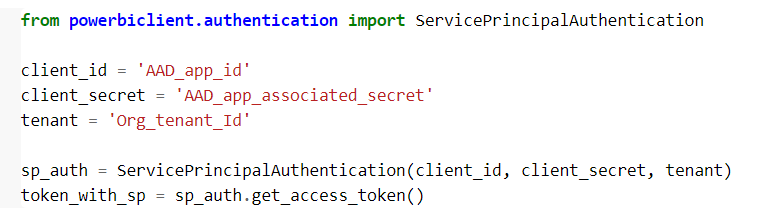 from powerbiclient.authentication import ServicePrincipalAuthentication
client_id = 'AAD_app_id'
client_secret = 'AAD_app_associated_secret'
tenant = 'Org_tenant_Id'
sp_auth = ServicePrincipalAuthentication(client_id, client_secret, tenant)
token_with_sp = sp_auth.get_access_token()